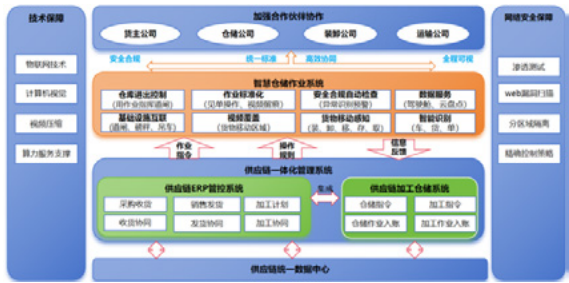 技术保障
物联网技术
计算机视觉
视频压缩
算力服务支撑
加强合作伙伴协作
货主公司 仓储公司 装卸公司 运输公司
安全合规 统一标准 高效协同 全程可视
智慧仓储作业系统
仓库进出控制 作业标准化 安全合规自动检查 数据服务
(用作业指挥道闸) (见单操作、视频留痕) (异常识别预警) (驾驶舱、云盘点)
基础设施互联 视频覆盖 货物移动感知 智能识别
(道闸、磅秤、吊车) (货物移动区域) (装、卸、移、存、取) (车、货、单)
作业 操作 信息
指令 规则 反馈
供应链一体化管理系统
供应链ERP管控系统
采购收货 销售发货 加工计划
收货协同 发货协同 加工协同
集成
供应链加工仓储系统
仓储指令 加工指令
仓储作业入账 加工作业入账
供应链统一数据中心
网络安全保障
渗透测试
web漏洞扫描
分区域隔离
精确控制策略